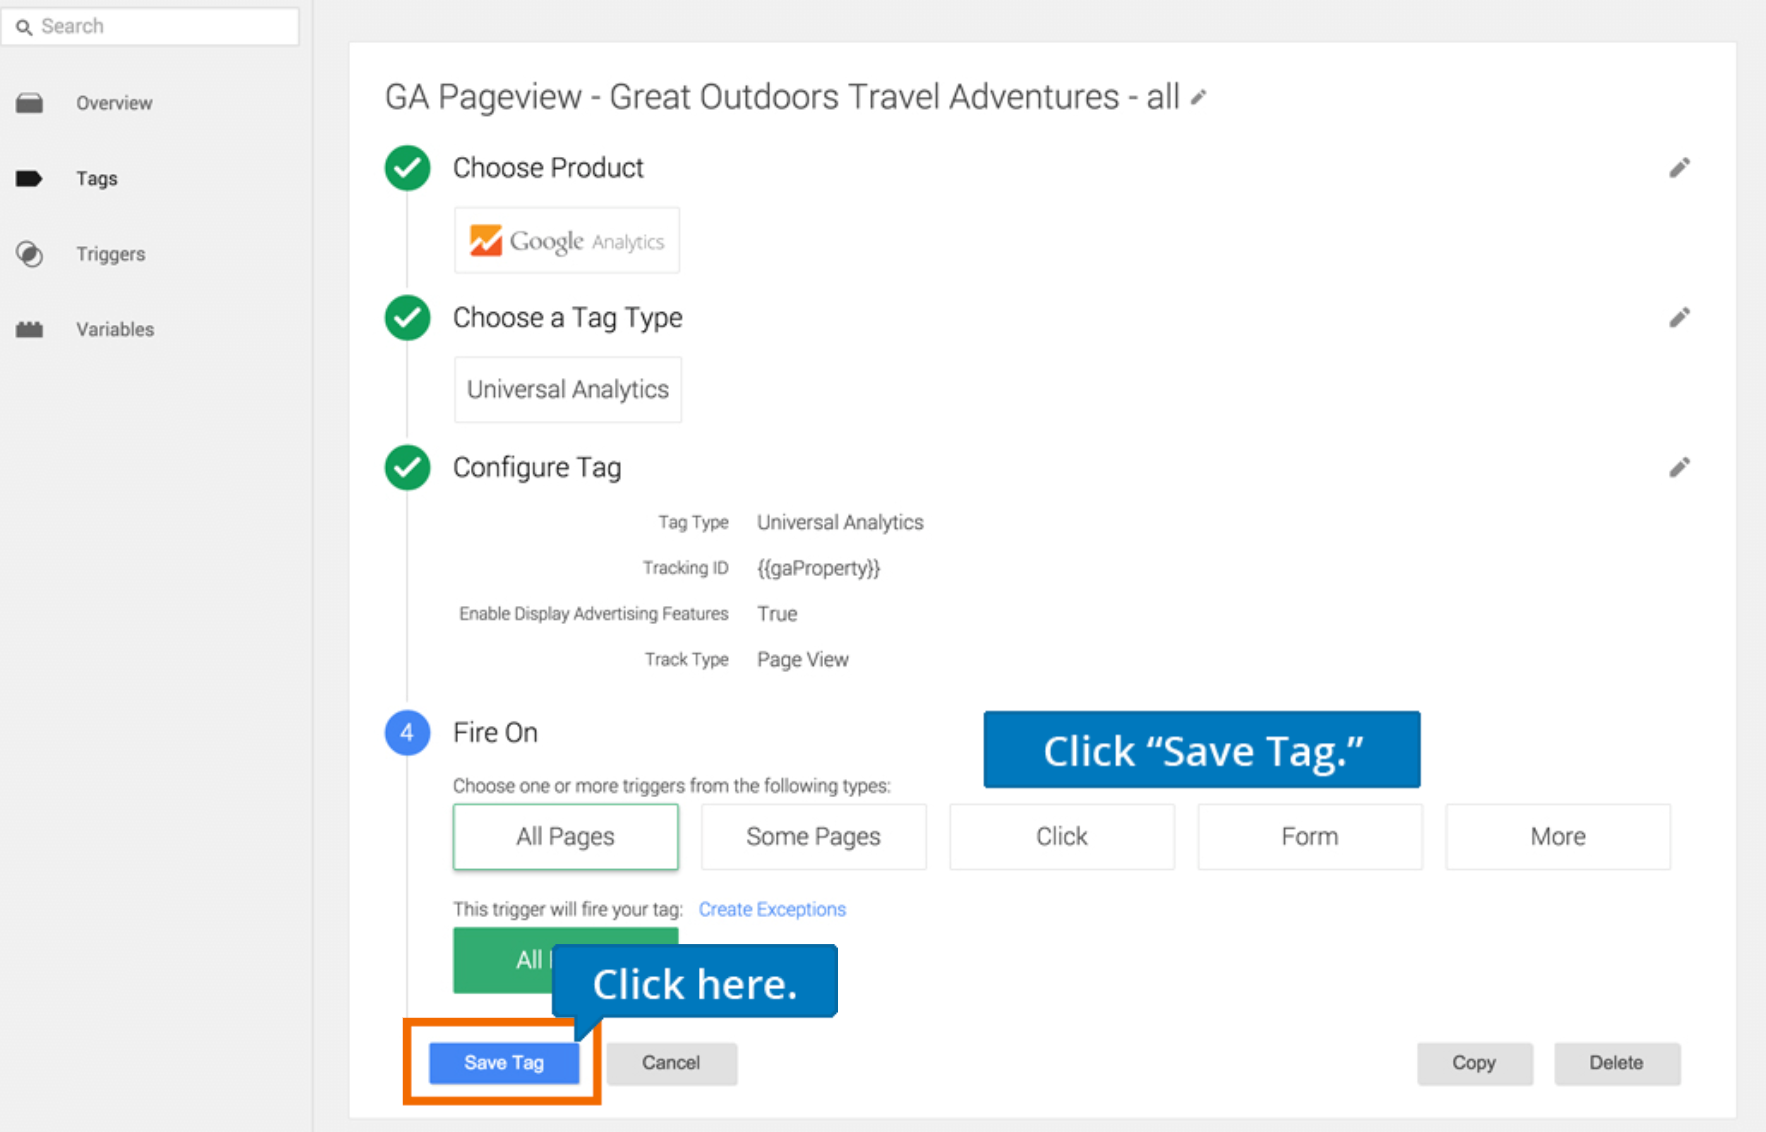 Search
Overview
Tags
Triggers
Variables
GA Pageview - Great Outdoors Travel Adventures - all
Choose Product
Google Analytics
Choose a Tag Type
Universal Analytics
Configure Tag
Tag Type Universal Analytics
Tracking ID {{gaProperty}}
Enable Display Advertising Features True
Track Type Page View
4 Fire On
Click “Save Tag.”
Choose one or more triggers from the following types:
All Pages Some Pages Click Form More
This trigger will fire your tag: Create Exceptions
All
Click here.
Save Tag Cancel Copy Delete